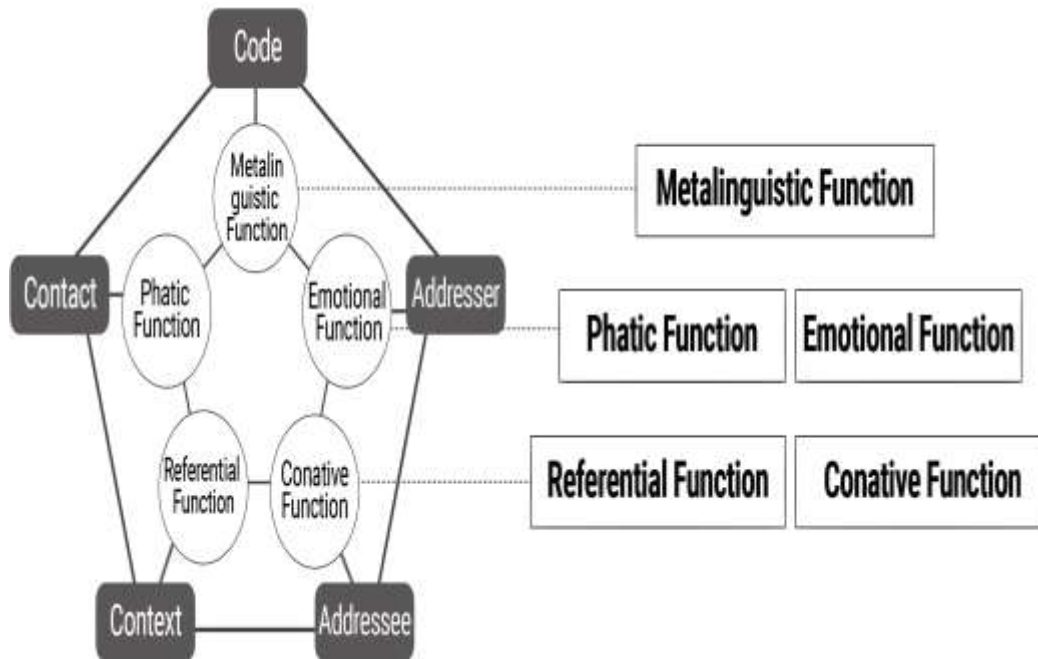 Code
Metalin
guistic
Function
Metalinguistic Function
Contact
Phatic
Function
Emotional
Function
Addresser
Phatic Function
Emotional Function
Referential
Function
Conative
Function
Referential Function
Conative Function
Context
Addressee